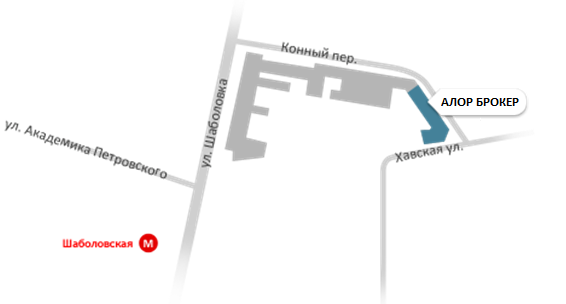 Конный пер.
АЛОР БРОКЕР
ул. Шаболовка
ул. Академика Петровского
Хавская ул.
Шаболовская М